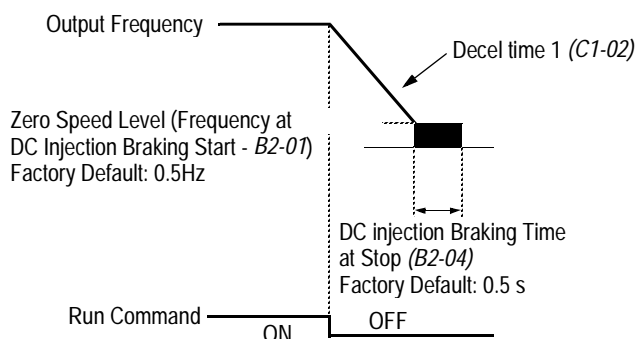 Output Frequency
Decel time 1 (C1-02)
Zero Speed Level (Frequency at
DC Injection Braking Start - B2-01)
Factory Default: 0.5Hz
DC injection Braking Time
at Stop (B2-04)
Factory Default: 0.5 s
Run Command
ON
OFF